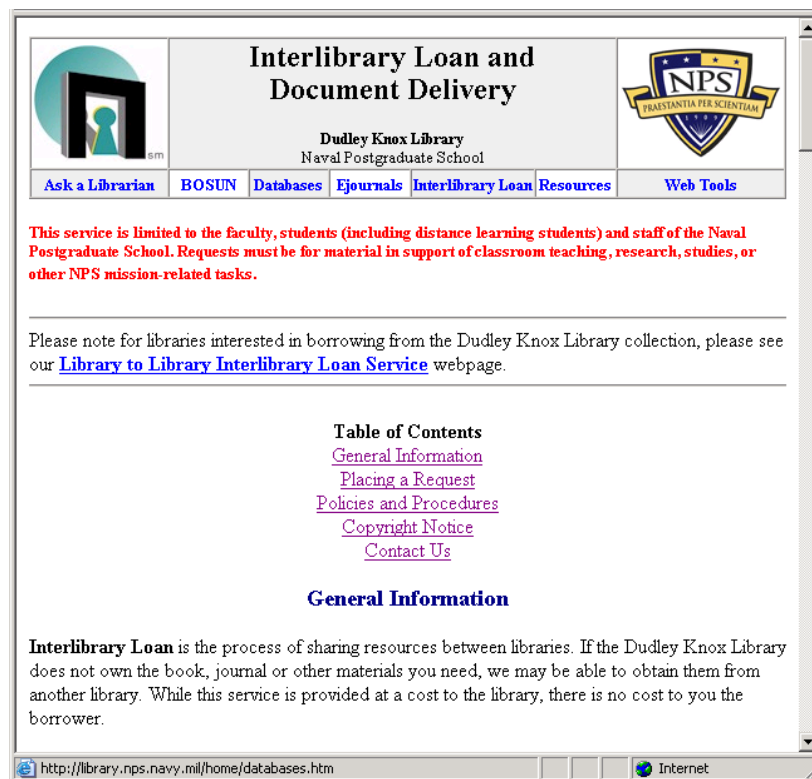 Interlibrary Loan and
Document Delivery
Dudley Knox Library
Naval Postgraduate School
sm
NPS
PRAESTANTIA PER SCIENTIAM
1909
Ask a Librarian BOSUN Databases Ejournals Interlibrary Loan Resources Web Tools
This service is limited to the faculty, students (including distance learning students) and staff of the Naval
Postgraduate School. Requests must be for material in support of classroom teaching, research, studies, or
other NPS mission-related tasks.
Please note for libraries interested in borrowing from the Dudley Knox Library collection, please see
our Library to Library Interlibrary Loan Service webpage.
Table of Contents
General Information
Placing a Request
Policies and Procedures
Copyright Notice
Contact Us
General Information
Interlibrary Loan is the process of sharing resources between libraries. If the Dudley Knox Library
does not own the book, journal or other materials you need, we may be able to obtain them from
another library. While this service is provided at a cost to the library, there is no cost to you the
borrower.
http://library.nps.navy.mil/home/databases.htm Internet